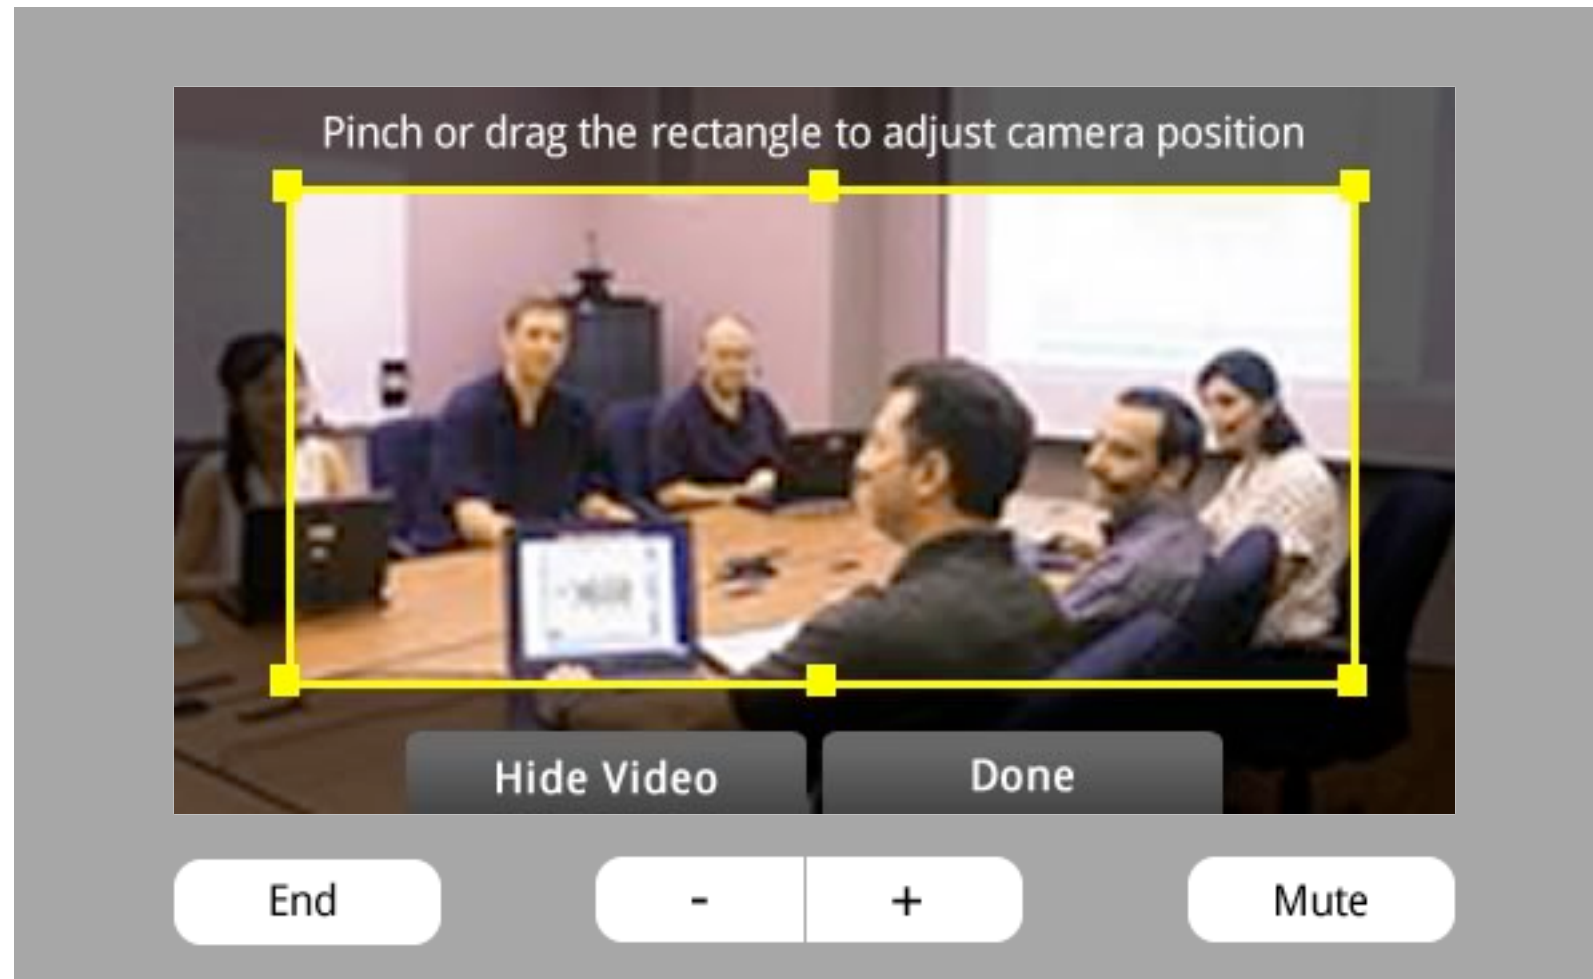 Pinch or drag the rectangle to adjust camera position
Hide Video
Done
End
-
+
Mute